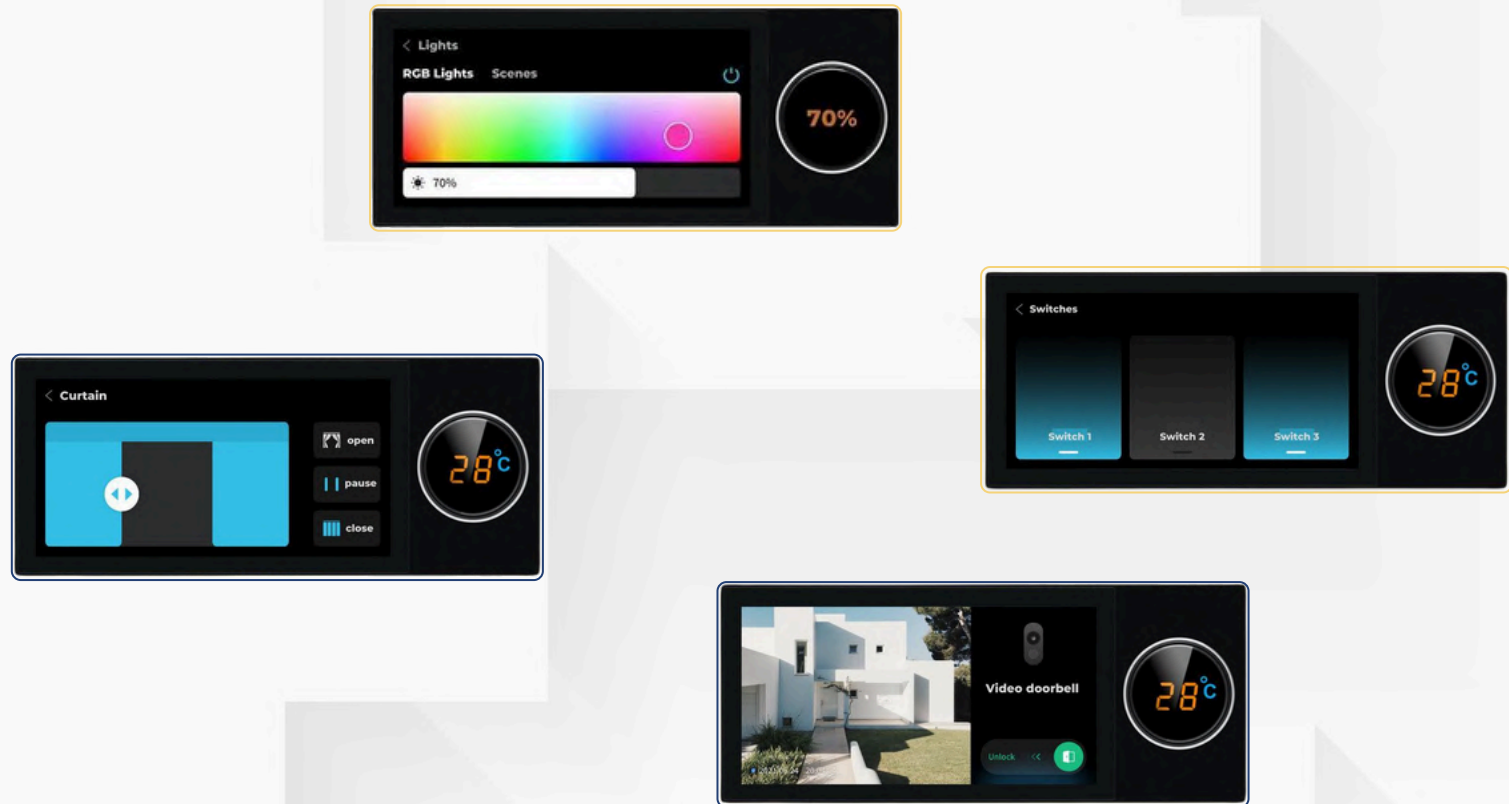 Lights
RGB Lights Scenes
70%
70%
Switches
Switch 1 Switch 2 Switch 3
28°C
Curtain
open
pause
close
28°C
Video doorbell
Unlock
28°C